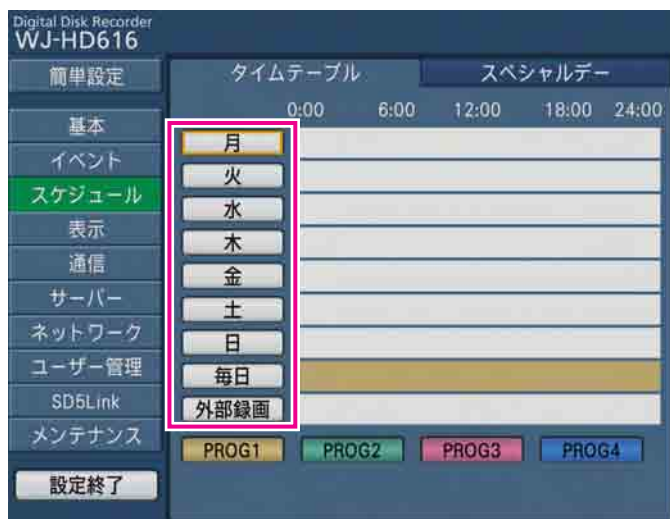 Digital Disk Recorder
WJ-HD616
簡単設定
基本
イベント
スケジュール
表示
通信
サーバー
ネットワーク
ユーザー管理
SD5Link
メンテナンス
設定終了
タイムテーブル スペシャルデー
0:00 6:00 12:00 18:00 24:00
月
火
水
木
金
土
日
毎日
外部録画
PROG1 PROG2 PROG3 PROG4